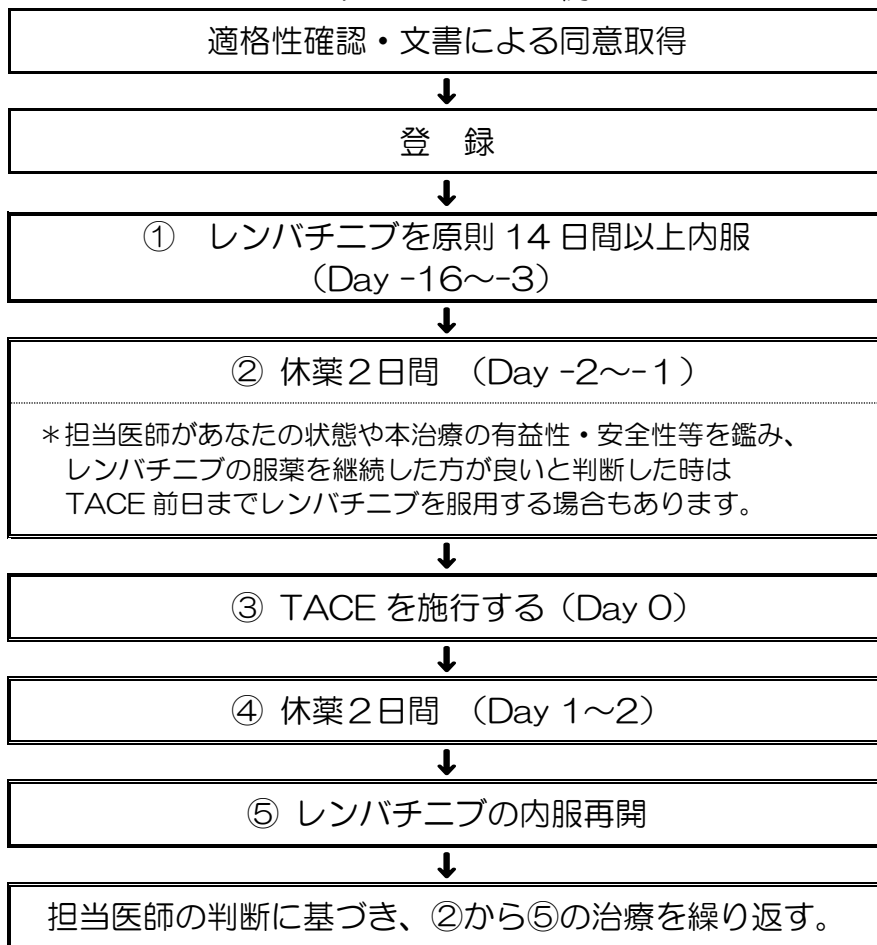 適格性確認・文書による同意取得
↓
登　録
↓
①　レンバチニブを原則 14 日間以上内服
（Day -16～-3）
↓
② 休薬２日間　（Day -2～-１）
＊担当医師があなたの状態や本治療の有益性・安全性等を鑑み、
レンバチニブの服薬を継続した方が良いと判断した時は
TACE 前日までレンバチニブを服用する場合もあります。
↓
③ TACE を施行する（Day 0）
↓
④ 休薬２日間　（Day 1～2）
↓
⑤ レンバチニブの内服再開
↓
担当医師の判断に基づき、②から⑤の治療を繰り返す。